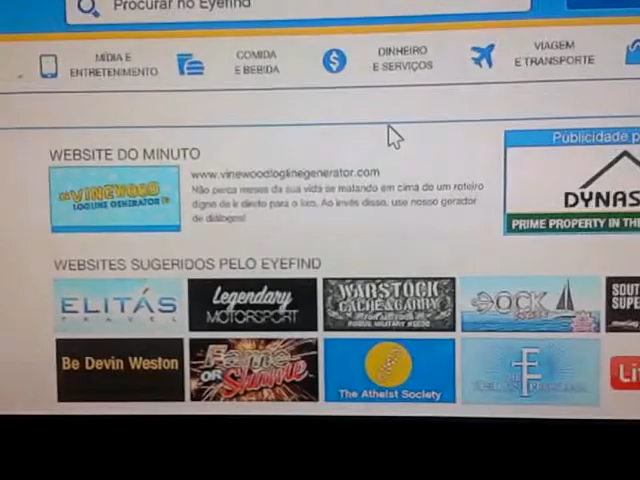 Procurar no Eyefind
MÍDIA E
ENTRETENIMENTO
COMIDA
E BEBIDA
DINHEIRO
E SERVIÇOS
VIAGEM
E TRANSPORTE
WEBSITE DO MINUTO
VINEWOOD
LOGLINE GENERATOR
www.vinewoodloglinegenerator.com
Não perca meses da sua vida se matando em cima de um roteiro
digno de ir direto para o lixo. Ao invés disso, use nosso gerador
de diálogos!
Publicidade p
DYNAS
PRIME PROPERTY IN THE
WEBSITES SUGERIDOS PELO EYEFIND
ELITÁS
TRAVEL
Legendary
MOTORSPORT
WARSTOCK
CACHE & CARRY
DOCK
SOUT
SUPE
Be Devin Weston
Fame
OR
Shame
The Atheist Society
Li